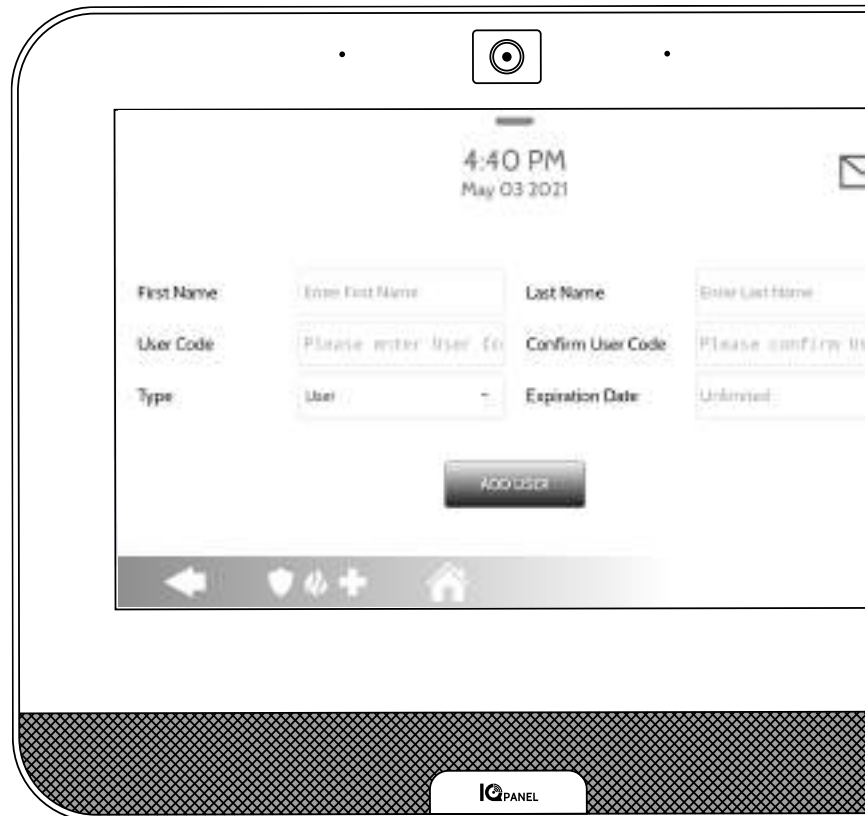 4:40 PM
May 03 2021
First Name Enter First Name Last Name Enter Last Name
User Code Please enter User Co Confirm User Code Please confirm Us
Type User Expiration Date Unlimited
ADD USER
IQ PANEL